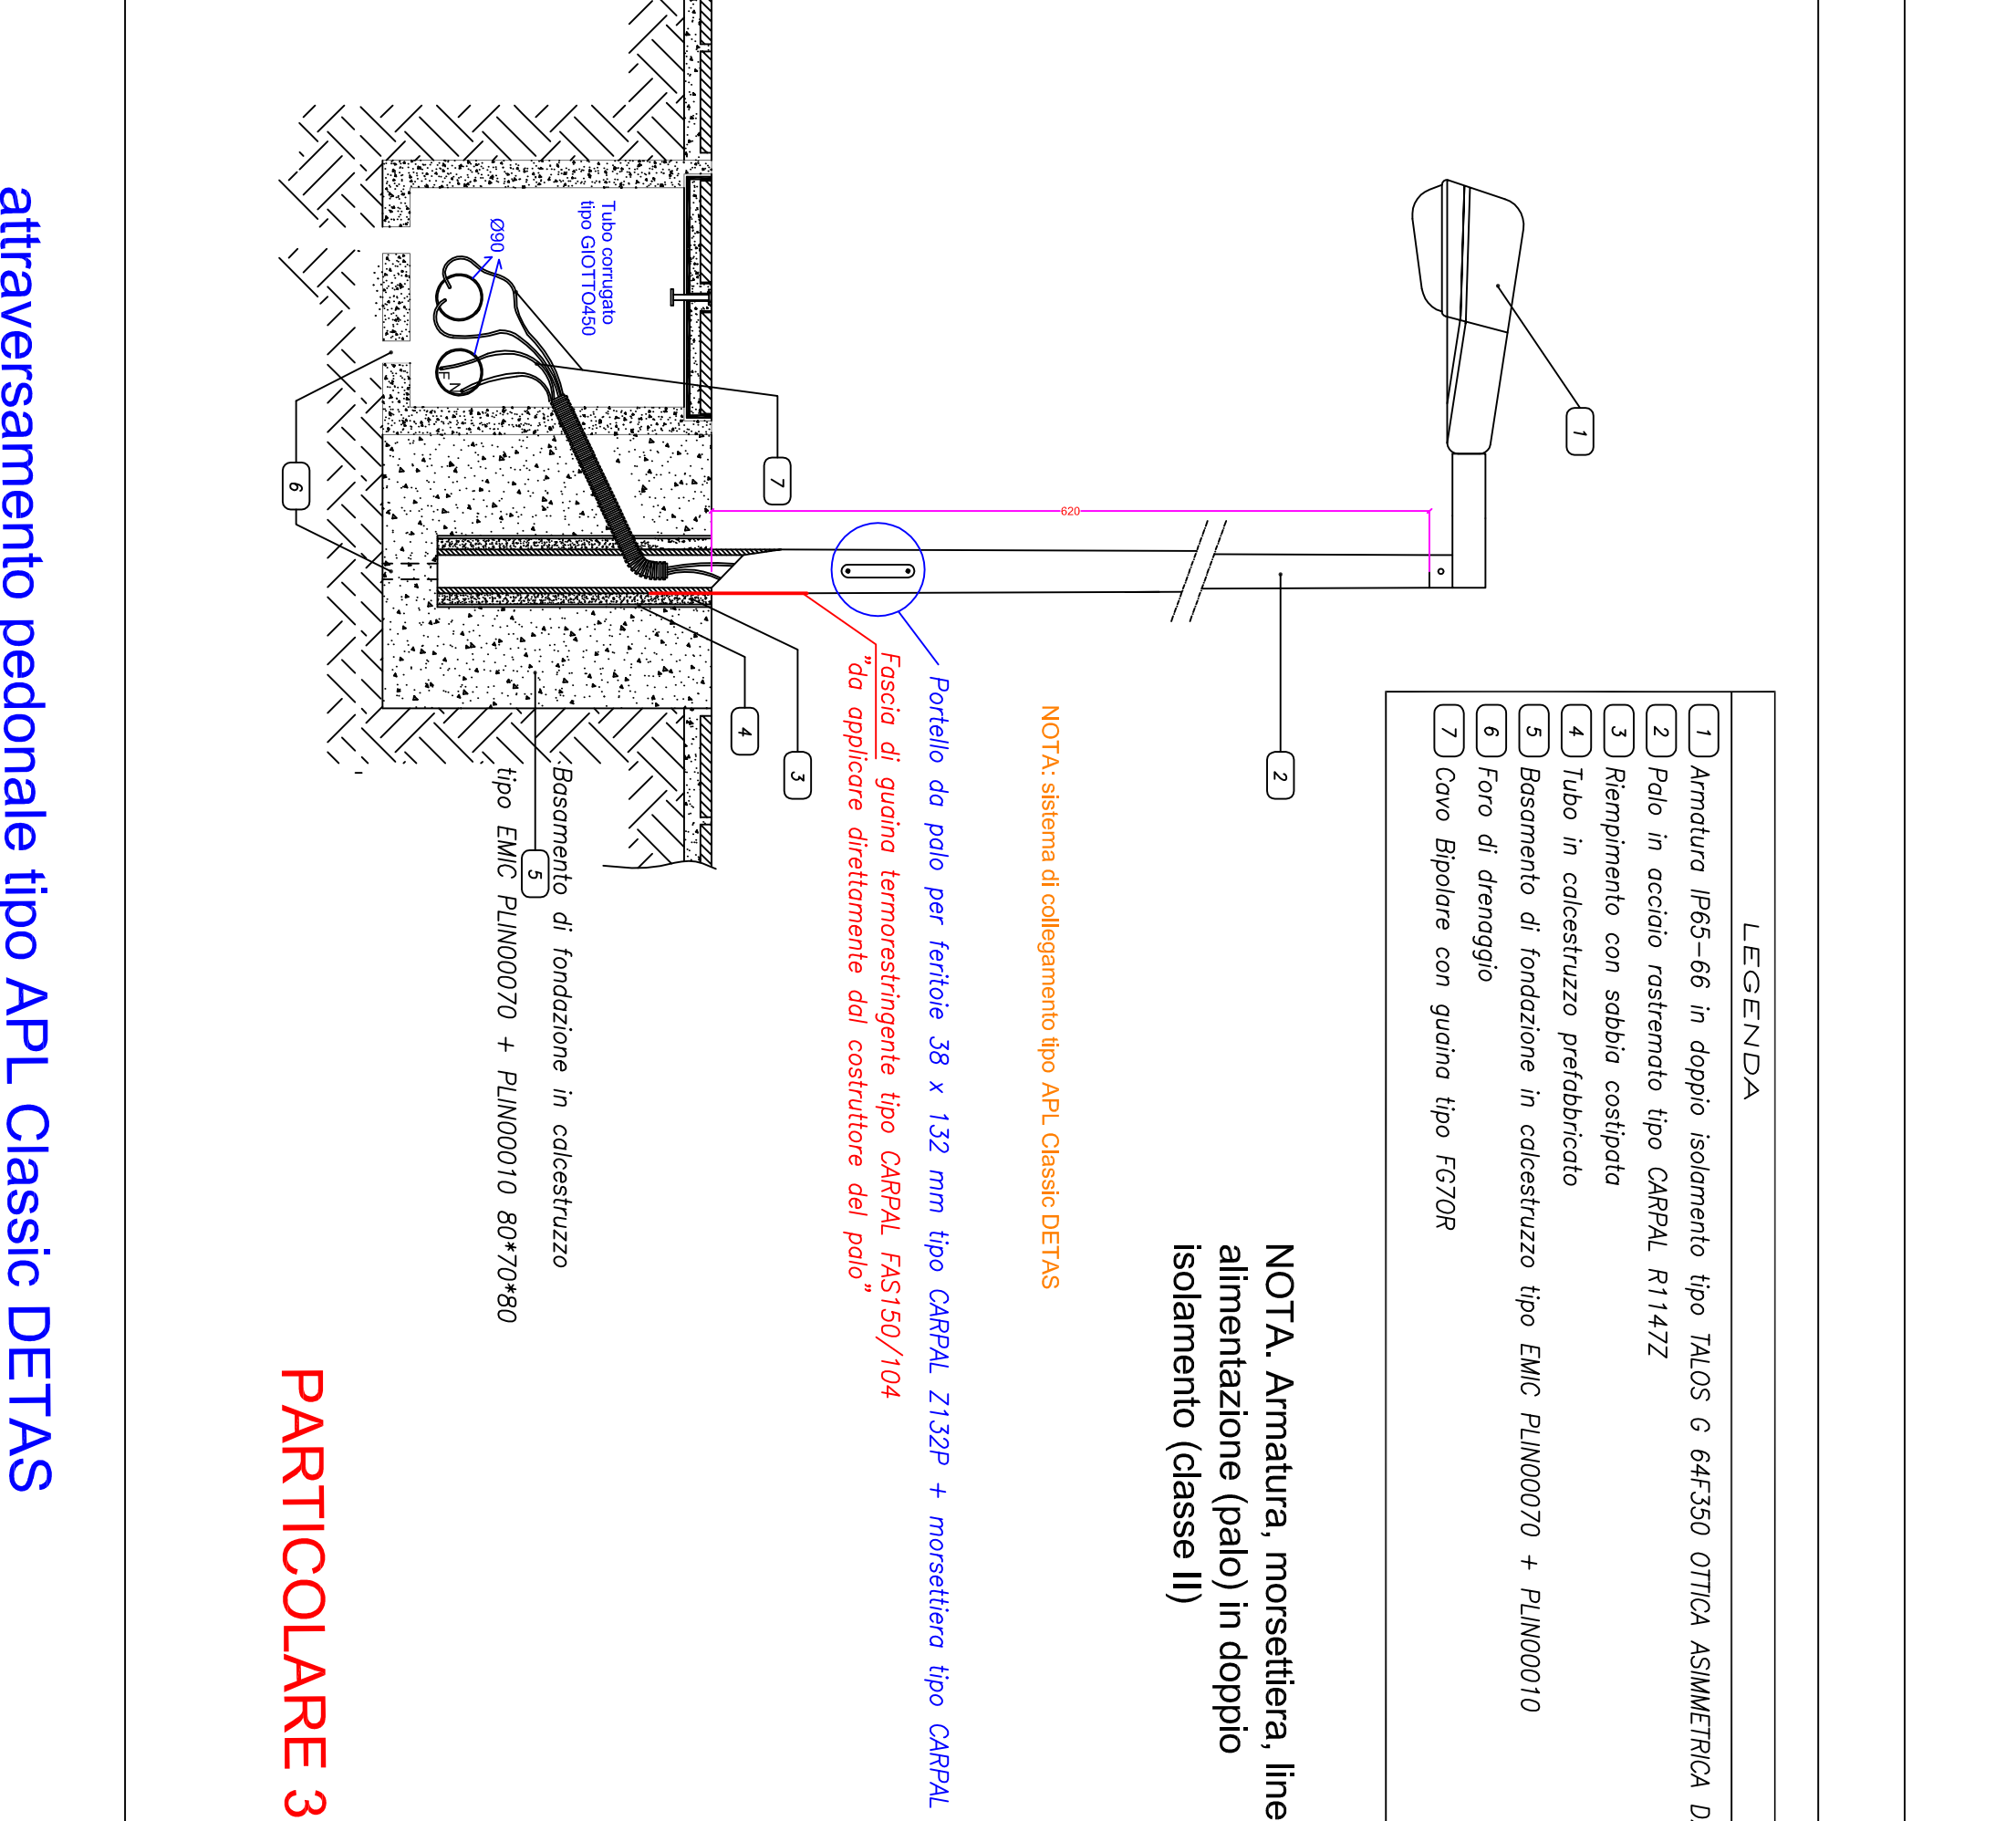 LEGENDA
1 Armatura IP65-66 in doppio isolamento tipo TALOS G 64F350 OTTICA ASIMMETRICA D
2 Palo in acciaio rastremato tipo CARPAL R1147Z
3 Riempimento con sabbia costipata
4 Tubo in calcestruzzo prefabbricato
5 Basamento di fondazione in calcestruzzo tipo EMIC PLIN00070 + PLIN00010
6 Foro di drenaggio
7 Cavo Bipolare con guaina tipo FG7OR
1
NOTA. Armatura, morsettiera, line
alimentazione (palo) in doppio
isolamento (classe II)
2
620
NOTA: sistema di collegamento tipo APL Classic DETAS
Portello da palo per feritoie 38 x 132 mm tipo CARPAL Z132P + morsettiera tipo CARPAL
Fascia di guaina termorestringente tipo CARPAL FAS150/104
"da applicare direttamente dal costruttore del palo"
7
3
4
Tubo corrugato
tipo GIOTTO450
Ø90
F
N
Basamento di fondazione in calcestruzzo
5
tipo EMIC PLIN00070 + PLIN00010 80*70*80
6
PARTICOLARE 3
attraversamento pedonale tipo APL Classic DETAS